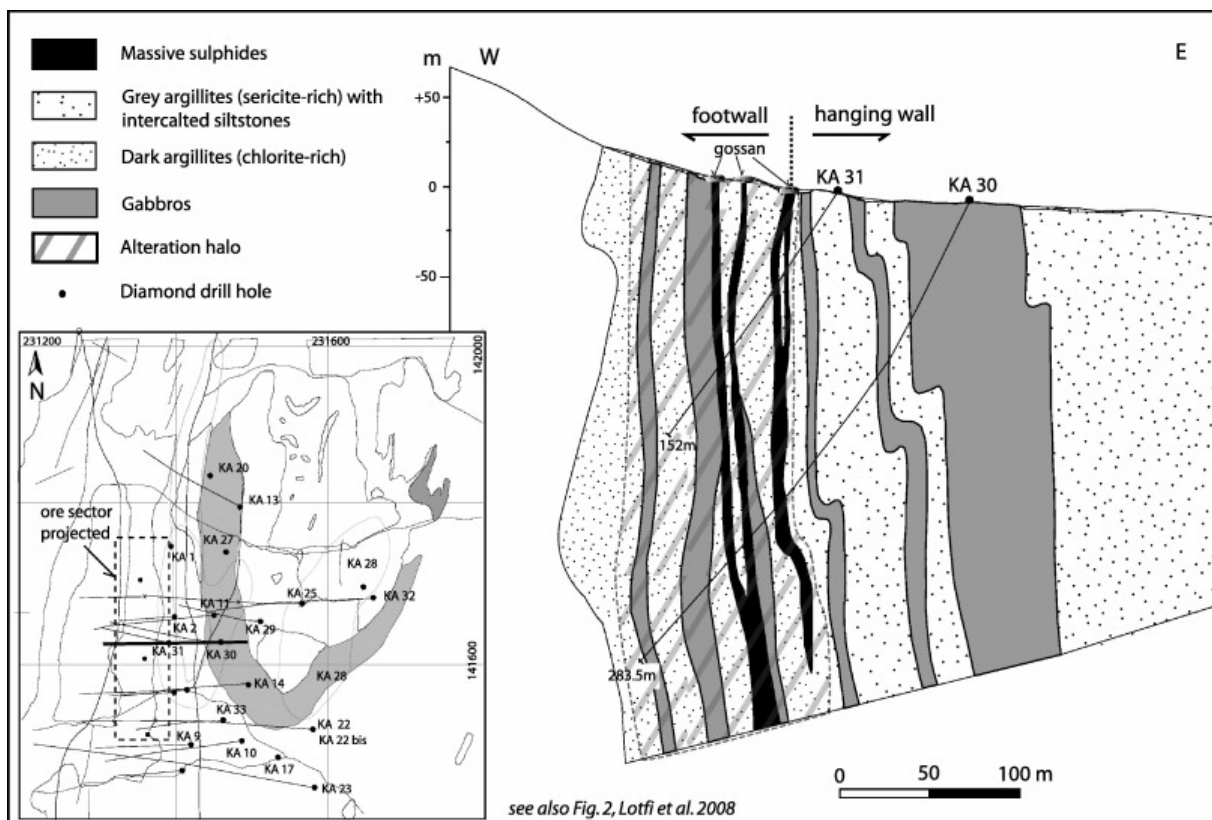 Massive sulphides
Grey argillites (sericite-rich) with
intercalted siltstones
Dark argillites (chlorite-rich)
Gabbros
Alteration halo
Diamond drill hole
m
W
E
+50
0
-50
footwall
hanging wall
gossan
KA 31
KA 30
152m
283.5m
231200
231600
142000
N
KA 20
KA 13
ore sector
projected
KA 27
KA 1
KA 28
KA 25
KA 32
KA 11
KA 2
KA 29
KA 31
KA 30
141600
KA 14
KA 28
KA 33
KA 22
KA 22 bis
KA 9
KA 10
KA 17
KA 23
0
50
100 m
see also Fig. 2, Lotfi et al. 2008